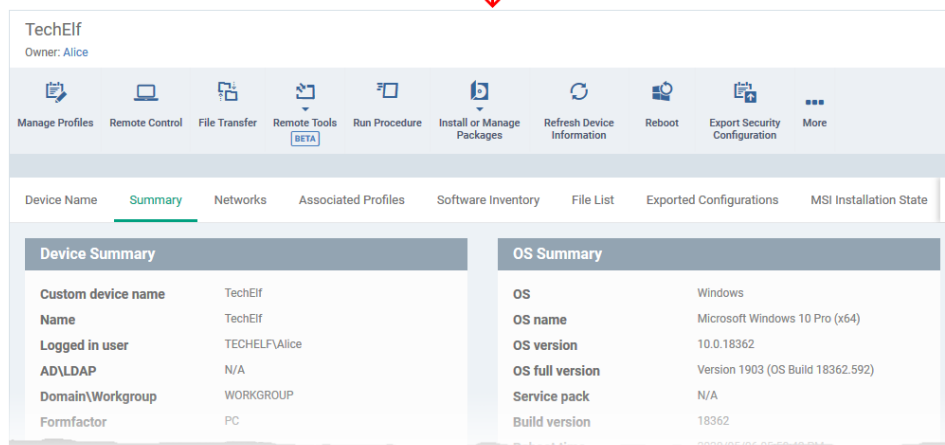 TechElf
Owner: Alice
Manage Profiles
Remote Control
File Transfer
Remote Tools
BETA
Run Procedure
Install or Manage
Packages
Refresh Device
Information
Reboot
Export Security
Configuration
More
Device Name Summary Networks Associated Profiles Software Inventory File List Exported Configurations MSI Installation State
Device Summary
Custom device name TechElf
Name TechElf
Logged in user TECHELF\Alice
AD\LDAP N/A
Domain\Workgroup WORKGROUP
Formfactor PC
OS Summary
OS Windows
OS name Microsoft Windows 10 Pro (x64)
OS version 10.0.18362
OS full version Version 1903 (OS Build 18362.592)
Service pack N/A
Build version 18362